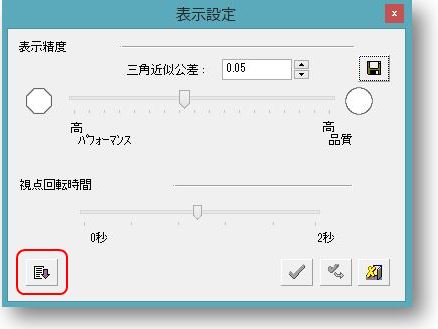 表示設定
表示精度
三角近似公差： 0.05
高 高
パフォーマンス 品質
視点回転時間
0秒 2秒